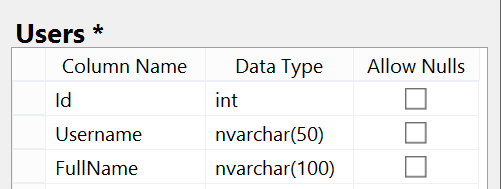 Users *
Column Name Data Type Allow Nulls
Id int
Username nvarchar(50)
FullName nvarchar(100)